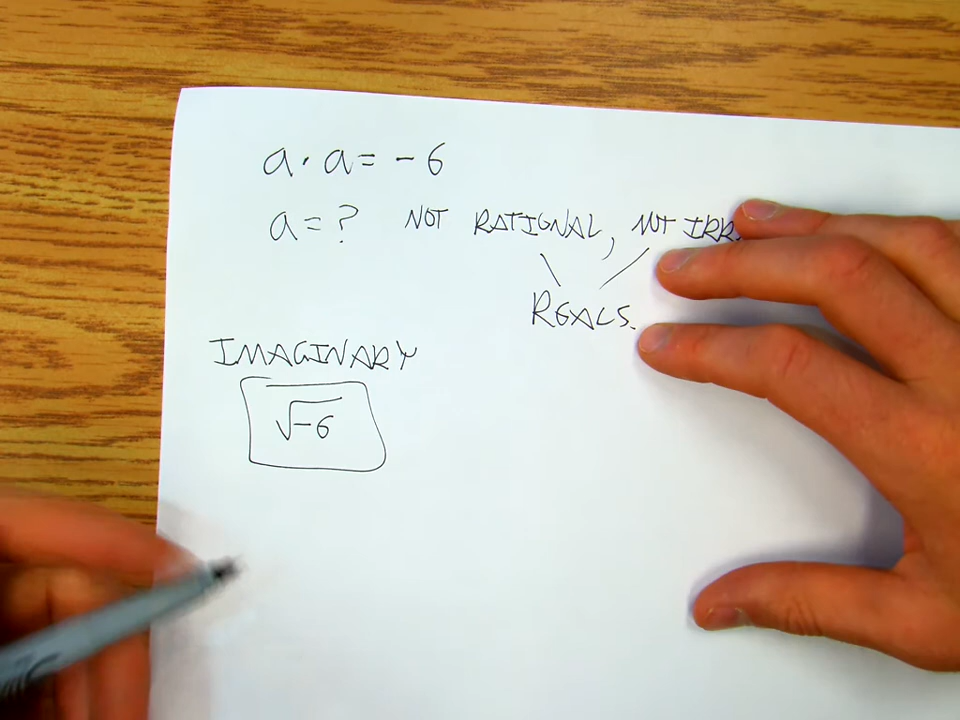 a · a = -6
a = ? NOT RATIONAL, NOT IRR
REALS.
IMAGINARY
√-6